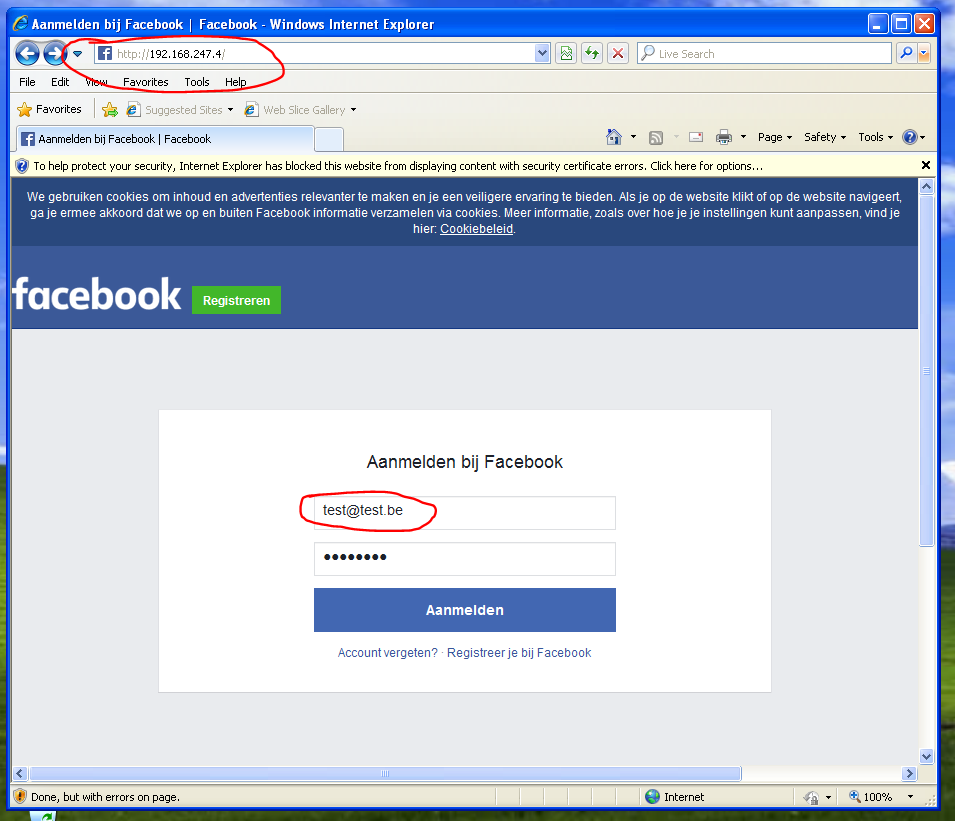 Aanmelden bij Facebook | Facebook - Windows Internet Explorer
http://192.168.247.4/
Live Search
File Edit View Favorites Tools Help
Favorites Suggested Sites Web Slice Gallery
Aanmelden bij Facebook | Facebook
Page Safety Tools
To help protect your security, Internet Explorer has blocked this website from displaying content with security certificate errors. Click here for options...
We gebruiken cookies om inhoud en advertenties relevanter te maken en je een veiligere ervaring te bieden. Als je op de website klikt of op de website navigeert,
ga je ermee akkoord dat we op en buiten Facebook informatie verzamelen via cookies. Meer informatie, zoals over hoe je je instellingen kunt aanpassen, vind je
hier: Cookiebeleid.
facebook Registreren
Aanmelden bij Facebook
test@test.be
••••••••
Aanmelden
Account vergeten? · Registreer je bij Facebook
Done, but with errors on page. Internet 100%